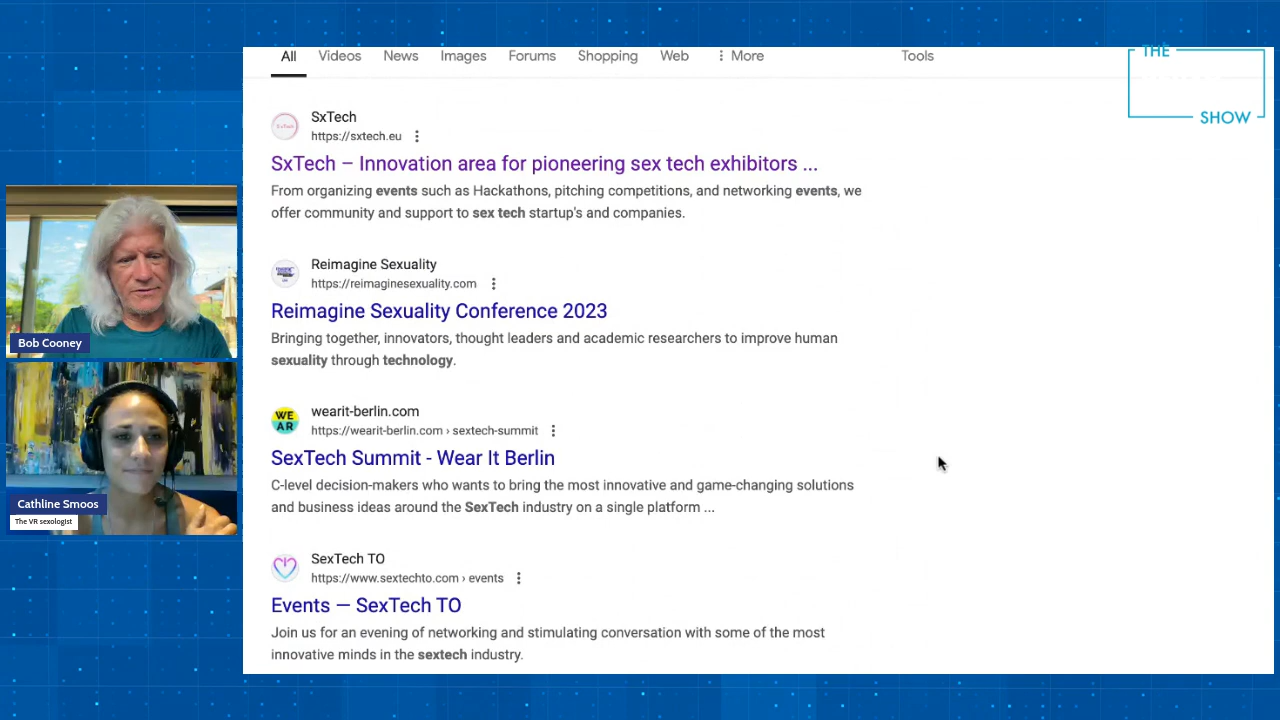 All Videos News Images Forums Shopping Web More Tools
THE
SHOW
SxTech
https://sxtech.eu
SxTech – Innovation area for pioneering sex tech exhibitors ...
From organizing events such as Hackathons, pitching competitions, and networking events, we
offer community and support to sex tech startup's and companies.
Reimagine Sexuality
https://reimaginesexuality.com
Reimagine Sexuality Conference 2023
Bringing together, innovators, thought leaders and academic researchers to improve human
sexuality through technology.
WE
AR
wearit-berlin.com
https://wearit-berlin.com › sextech-summit
SexTech Summit - Wear It Berlin
C-level decision-makers who wants to bring the most innovative and game-changing solutions
and business ideas around the SexTech industry on a single platform ...
SexTech TO
https://www.sextechto.com › events
Events — SexTech TO
Join us for an evening of networking and stimulating conversation with some of the most
innovative minds in the sextech industry.
Bob Cooney
Cathline Smoos
The VR sexologist